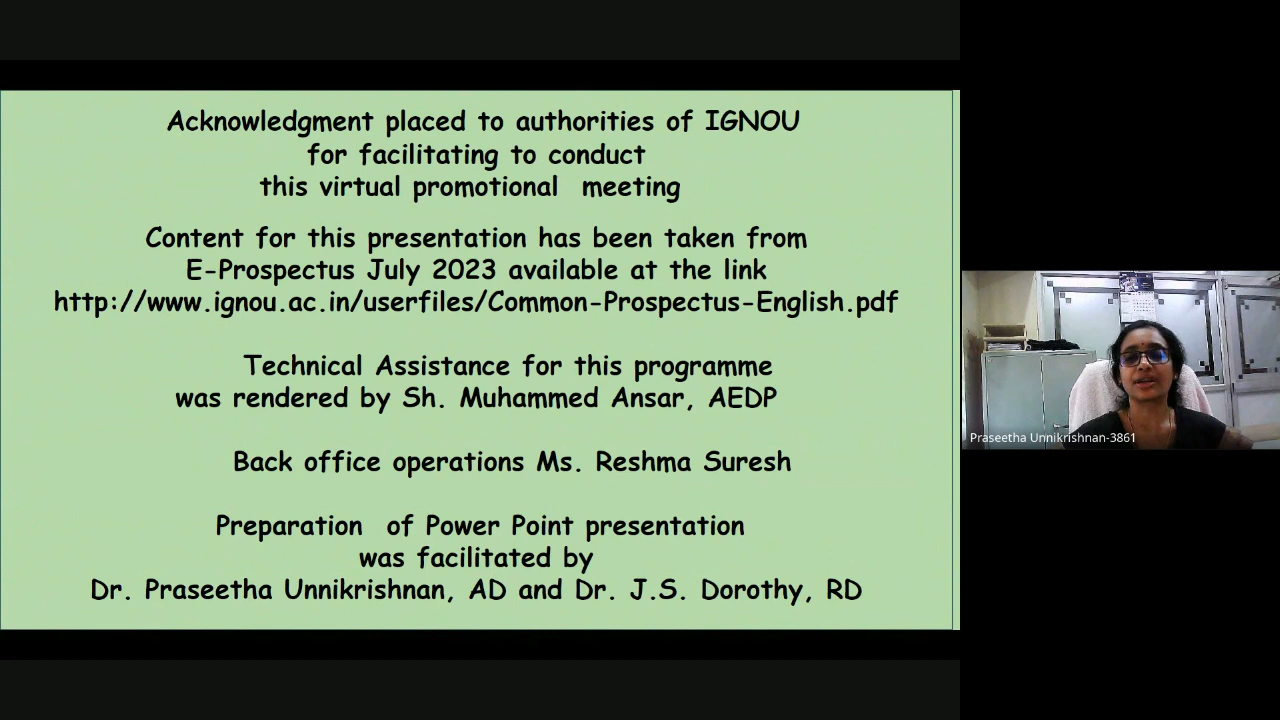 Acknowledgment placed to authorities of IGNOU
for facilitating to conduct
this virtual promotional meeting
Content for this presentation has been taken from
E-Prospectus July 2023 available at the link
http://www.ignou.ac.in/userfiles/Common-Prospectus-English.pdf
Technical Assistance for this programme
was rendered by Sh. Muhammed Ansar, AEDP
Back office operations Ms. Reshma Suresh
Preparation of Power Point presentation
was facilitated by
Dr. Praseetha Unnikrishnan, AD and Dr. J.S. Dorothy, RD
Praseetha Unnikrishnan-3861